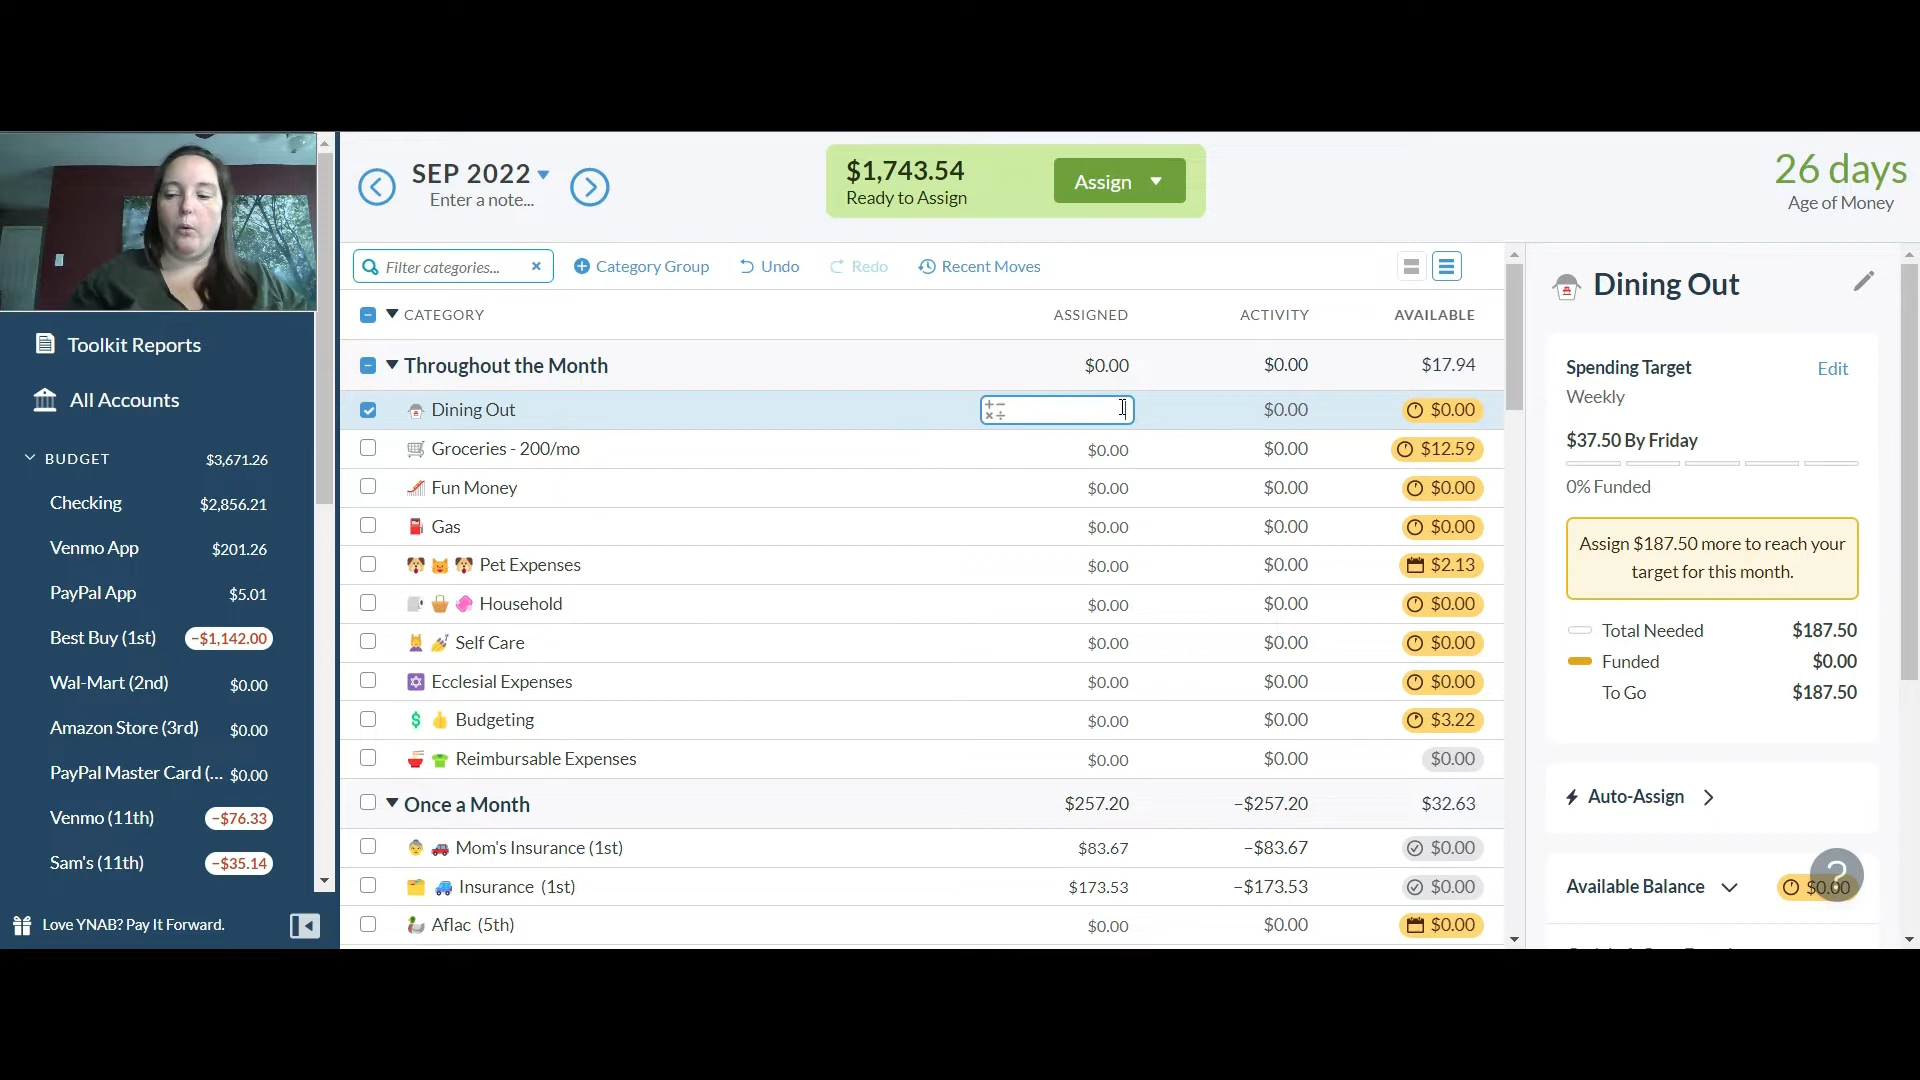 SEP 2022
Enter a note...
$1,743.54
Ready to Assign
Assign
26 days
Age of Money
Filter categories...
Category Group
Undo
Redo
Recent Moves
CATEGORY ASSIGNED ACTIVITY AVAILABLE
Throughout the Month $0.00 $0.00 $17.94
Dining Out $0.00 $0.00
Groceries - 200/mo $0.00 $0.00 $12.59
Fun Money $0.00 $0.00 $0.00
Gas $0.00 $0.00 $0.00
Pet Expenses $0.00 $0.00 $2.13
Household $0.00 $0.00 $0.00
Self Care $0.00 $0.00 $0.00
Ecclesial Expenses $0.00 $0.00 $0.00
Budgeting $0.00 $0.00 $3.22
Reimbursable Expenses $0.00 $0.00 $0.00
Once a Month $257.20 −$257.20 $32.63
Mom's Insurance (1st) $83.67 −$83.67 $0.00
Insurance (1st) $173.53 −$173.53 $0.00
Aflac (5th) $0.00 $0.00 $0.00
Toolkit Reports
All Accounts
BUDGET $3,671.26
Checking $2,856.21
Venmo App $201.26
PayPal App $5.01
Best Buy (1st) −$1,142.00
Wal-Mart (2nd) $0.00
Amazon Store (3rd) $0.00
PayPal Master Card (... $0.00
Venmo (11th) −$76.33
Sam's (11th) −$35.14
Love YNAB? Pay It Forward.
Dining Out
Spending Target Edit
Weekly
$37.50 By Friday
0% Funded
Assign $187.50 more to reach your
target for this month.
Total Needed $187.50
Funded $0.00
To Go $187.50
Auto-Assign
Available Balance $0.00
?